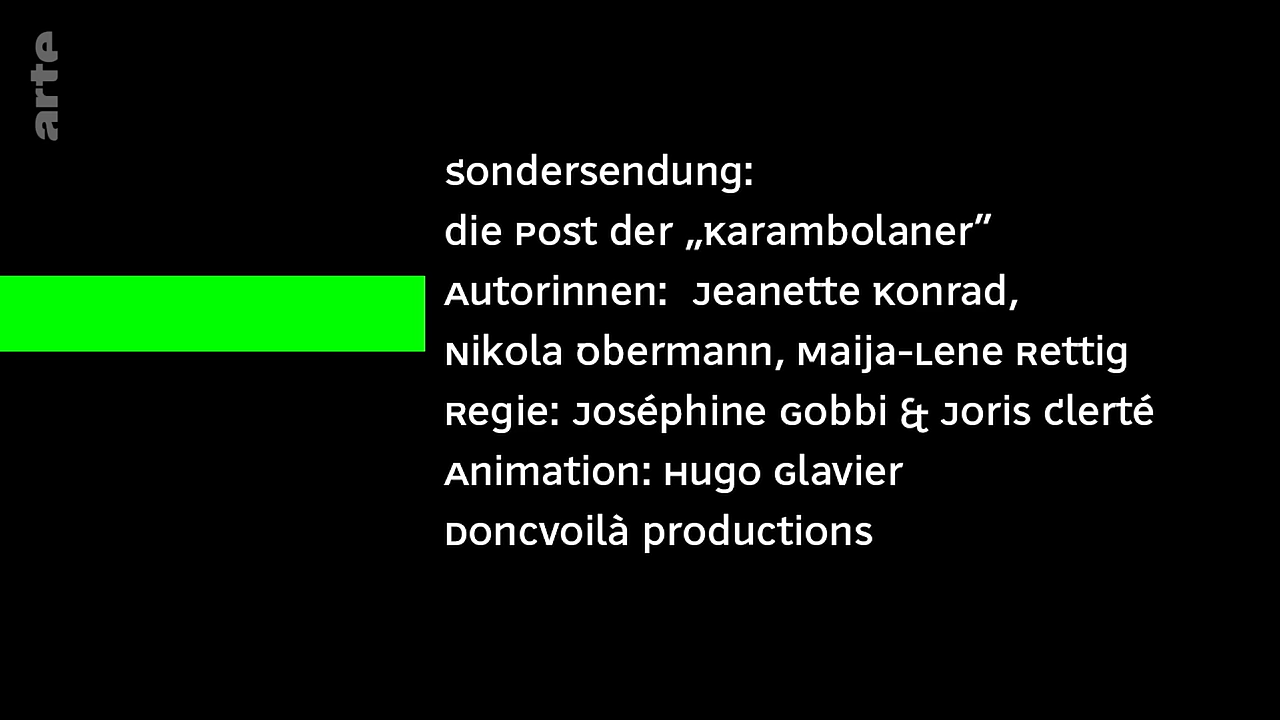 arte
Sondersendung:
die Post der „Karambolaner”
Autorinnen: Jeanette Konrad,
Nikola Obermann, Maija-Lene Rettig
Regie: Joséphine Gobbi & Joris Clerté
Animation: Hugo Glavier
Doncvoilà productions